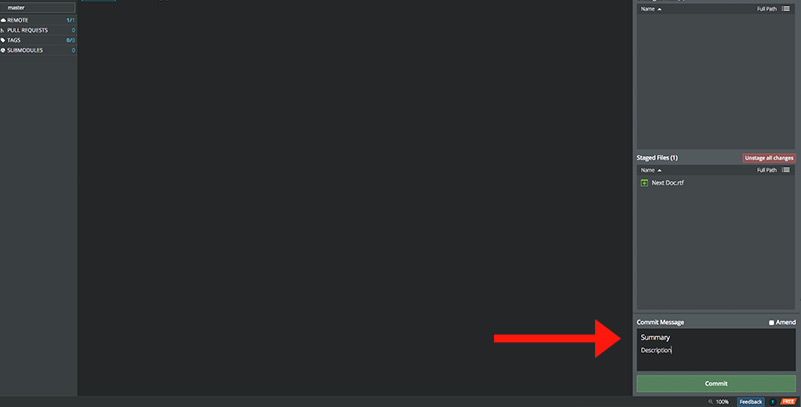 master
REMOTE 1/1
PULL REQUESTS 0
TAGS 0/0
SUBMODULES 0
Name Full Path
Staged Files (1) Unstage all changes
Name Full Path
Next Doc.rtf
Commit Message Amend
Summary
Description
Commit
100% Feedback FREE